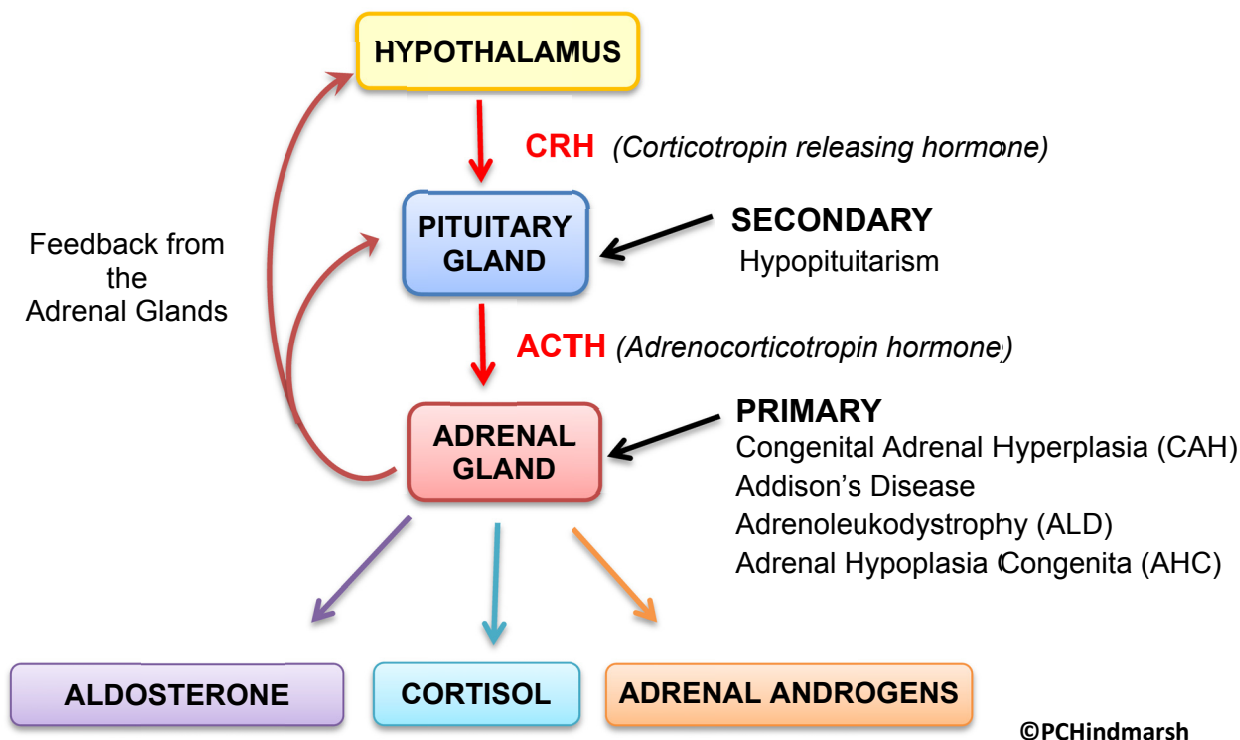 HYPOTHALAMUS
CRH (Corticotropin releasing hormone)
PITUITARY
GLAND
SECONDARY
Hypopituitarism
Feedback from
the
Adrenal Glands
ACTH (Adrenocorticotropin hormone)
ADRENAL
GLAND
PRIMARY
Congenital Adrenal Hyperplasia (CAH)
Addison’s Disease
Adrenoleukodystrophy (ALD)
Adrenal Hypoplasia Congenita (AHC)
ALDOSTERONE
CORTISOL
ADRENAL ANDROGENS
©PCHindmarsh